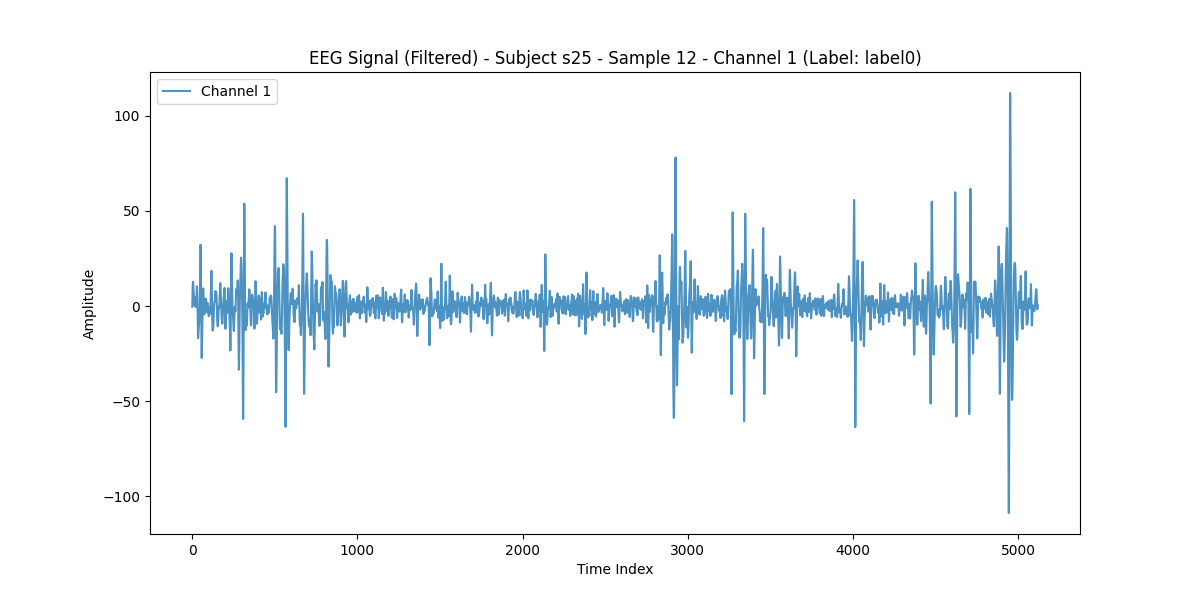 EEG Signal (Filtered) - Subject s25 - Sample 12 - Channel 1 (Label: label0)
Channel 1
100
50
0
−50
−100
Amplitude
0 1000 2000 3000 4000 5000
Time Index